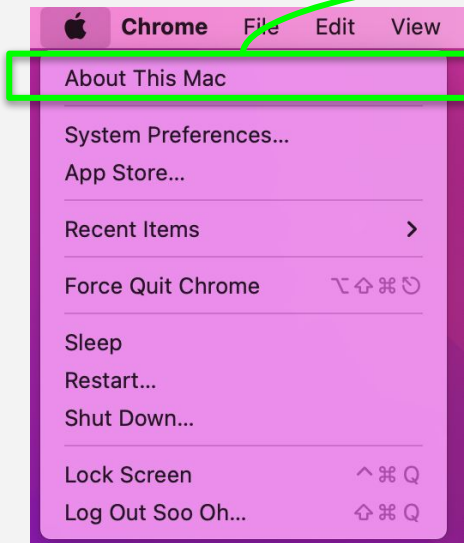 Chrome File Edit View
About This Mac
System Preferences...
App Store...
Recent Items
Force Quit Chrome ⌥⇧⌘⎋
Sleep
Restart...
Shut Down...
Lock Screen ^⌘Q
Log Out Soo Oh... ⇧⌘Q